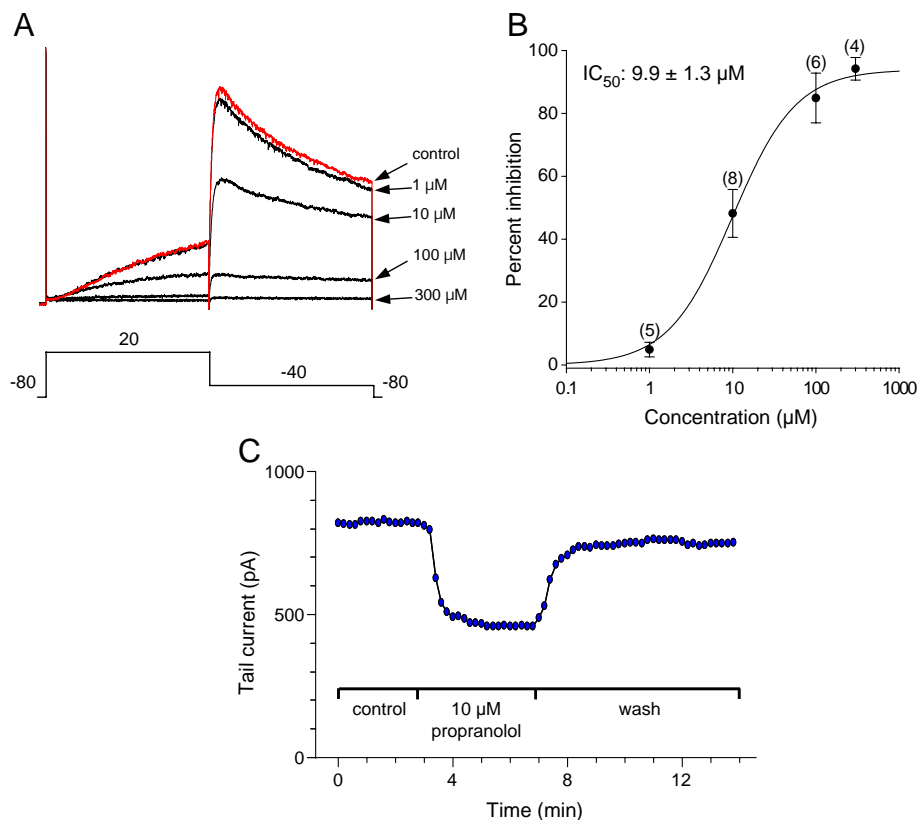 A
control
1 µM
10 µM
100 µM
300 µM
20
-80
-40
-80
B
IC50: 9.9 ± 1.3 µM
(5)
(8)
(6)
(4)
100
80
60
40
20
0
Percent inhibition
0.1
1
10
100
1000
Concentration (µM)
C
1000
500
0
Tail current (pA)
control
10 µM
propranolol
wash
0
4
8
12
Time (min)